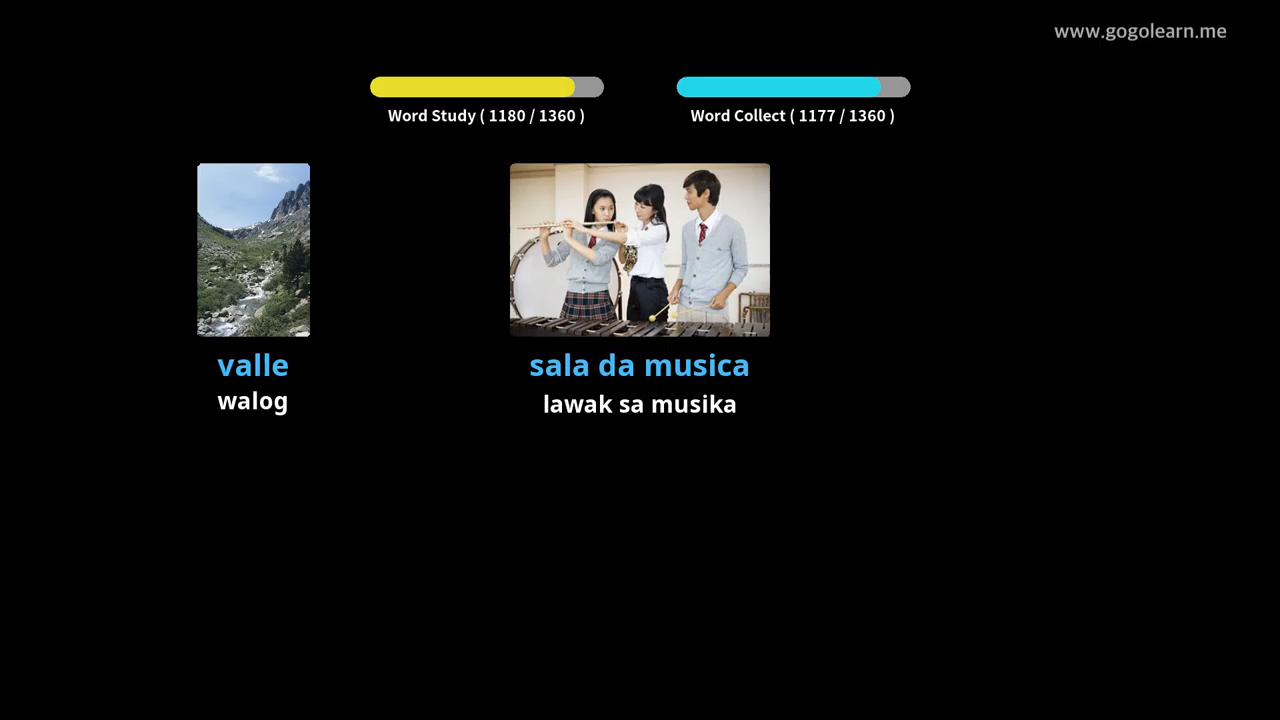 www.gogolearn.me
Word Study ( 1180 / 1360 )
Word Collect ( 1177 / 1360 )
valle
walog
sala da musica
lawak sa musika